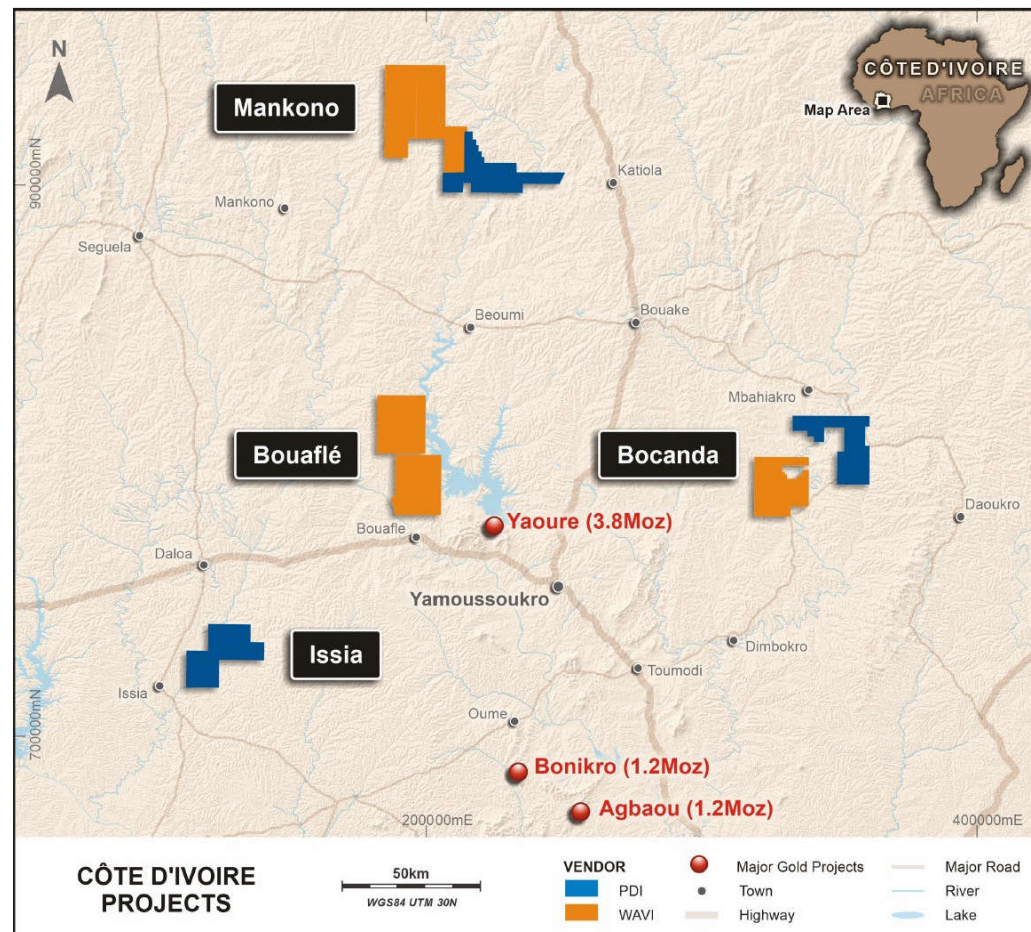 N
CÔTE D'IVOIRE
AFRICA
Map Area
Mankono
900000mN
Katiola
Mankono
Seguela
Beoumi
Bouake
Mbahiakro
Bouaflé
Bocanda
Yaoure (3.8Moz)
Daoukro
Bouafle
Daloa
Yamoussoukro
Issia
Dimbokro
Toumodi
Issia
Oume
700000mN
Bonikro (1.2Moz)
Agbaou (1.2Moz)
200000mE
400000mE
CÔTE D'IVOIRE
PROJECTS
50km
WGS84 UTM 30N
VENDOR
PDI
WAVI
Major Gold Projects
Town
Highway
Major Road
River
Lake